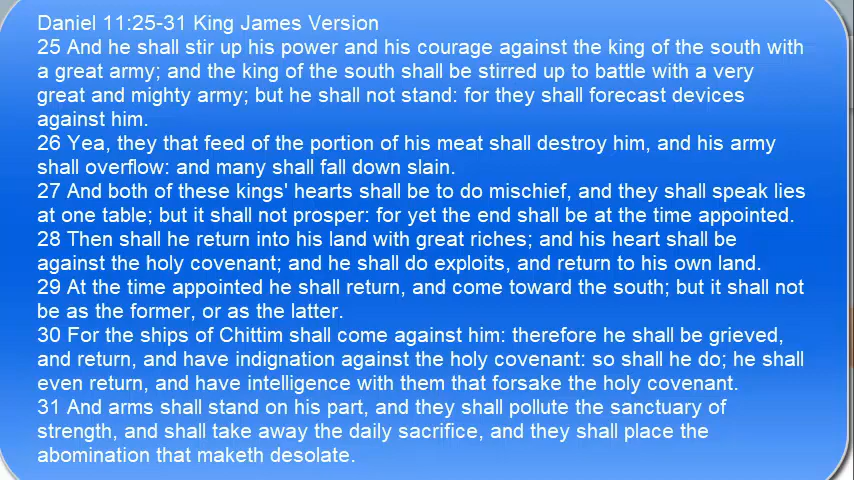 Daniel 11:25-31 King James Version
25 And he shall stir up his power and his courage against the king of the south with
a great army; and the king of the south shall be stirred up to battle with a very
great and mighty army; but he shall not stand: for they shall forecast devices
against him.
26 Yea, they that feed of the portion of his meat shall destroy him, and his army
shall overflow: and many shall fall down slain.
27 And both of these kings' hearts shall be to do mischief, and they shall speak lies
at one table; but it shall not prosper: for yet the end shall be at the time appointed.
28 Then shall he return into his land with great riches; and his heart shall be
against the holy covenant; and he shall do exploits, and return to his own land.
29 At the time appointed he shall return, and come toward the south; but it shall not
be as the former, or as the latter.
30 For the ships of Chittim shall come against him: therefore he shall be grieved,
and return, and have indignation against the holy covenant: so shall he do; he shall
even return, and have intelligence with them that forsake the holy covenant.
31 And arms shall stand on his part, and they shall pollute the sanctuary of
strength, and shall take away the daily sacrifice, and they shall place the
abomination that maketh desolate.